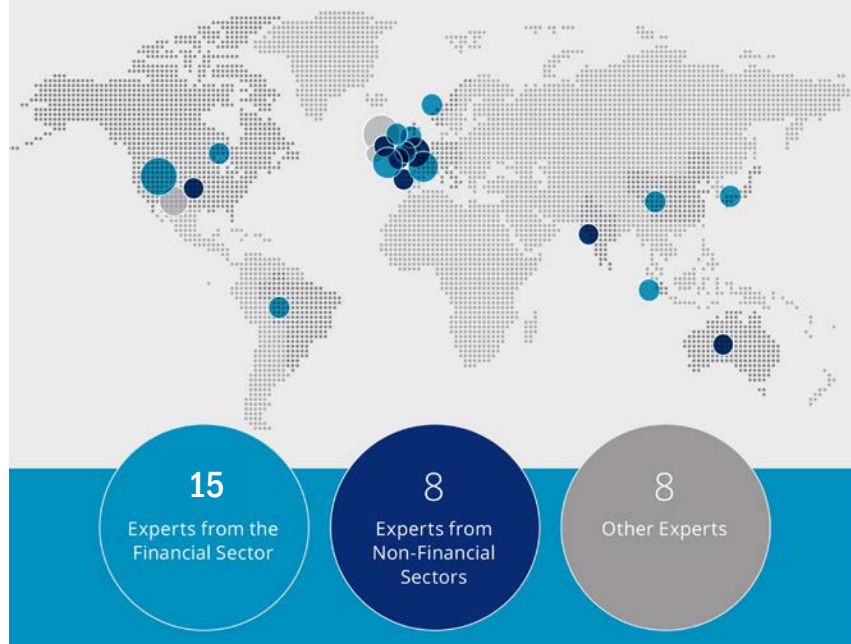 15
Experts from the
Financial Sector
8
Experts from
Non-Financial
Sectors
8
Other Experts